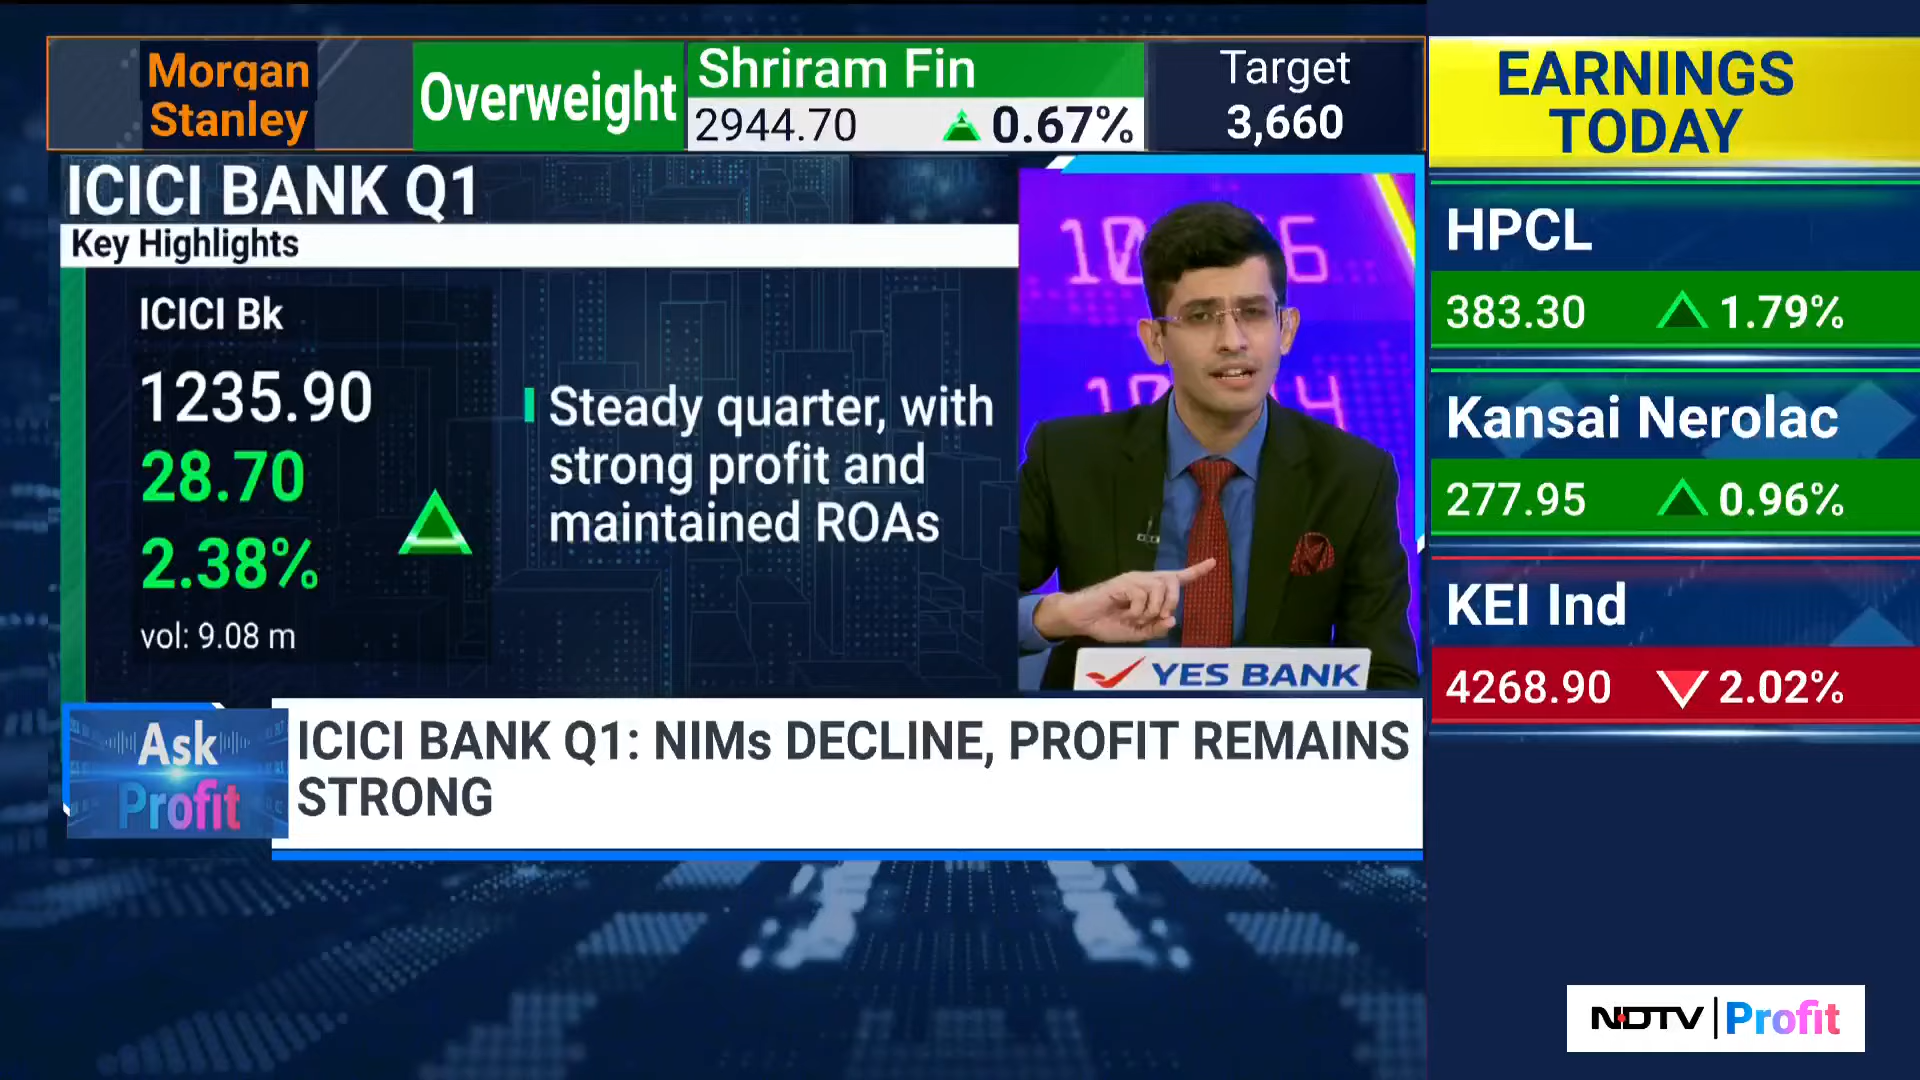 Morgan
Stanley
Overweight
Shriram Fin
2944.70 0.67%
Target
3,660
EARNINGS
TODAY
ICICI BANK Q1
Key Highlights
ICICI Bk
1235.90
28.70
2.38%
vol: 9.08 m
Steady quarter, with
strong profit and
maintained ROAs
YES BANK
HPCL
383.30 1.79%
Kansai Nerolac
277.95 0.96%
KEI Ind
4268.90 2.02%
Ask
Profit
ICICI BANK Q1: NIMs DECLINE, PROFIT REMAINS
STRONG
NDTV Profit